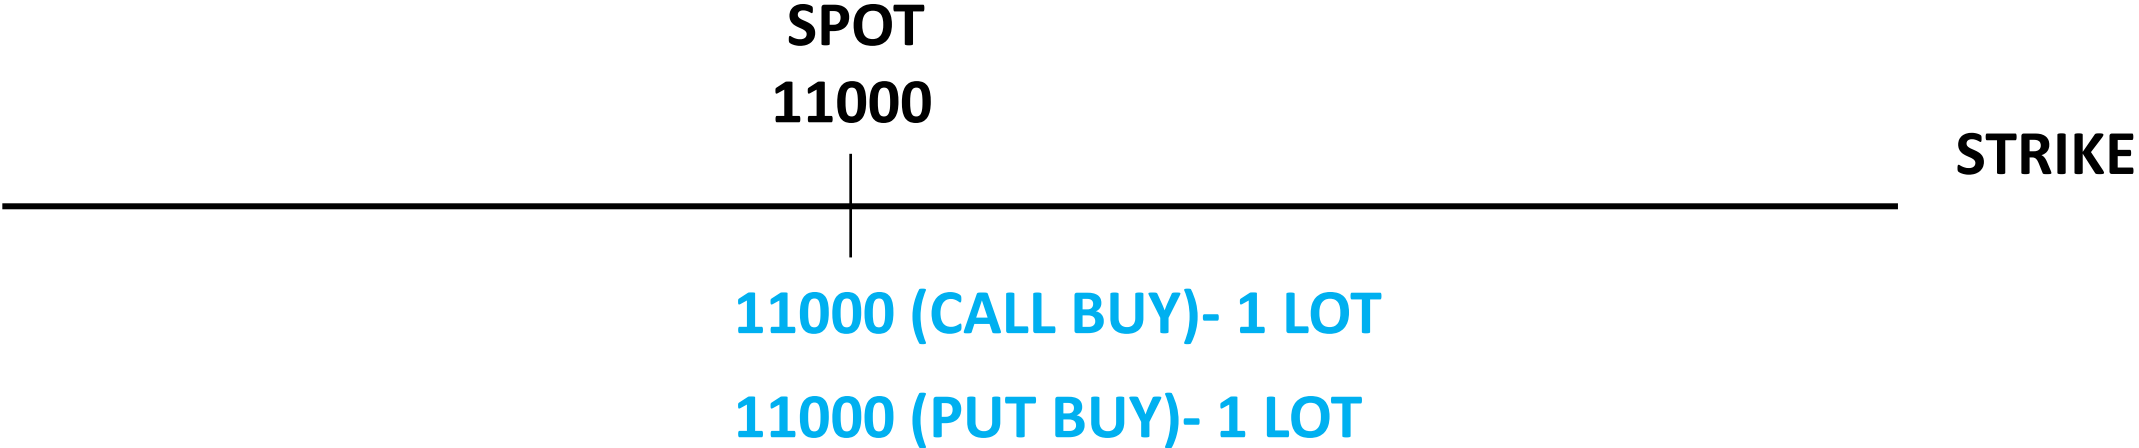 SPOT
11000
STRIKE
11000 (CALL BUY)- 1 LOT
11000 (PUT BUY)- 1 LOT